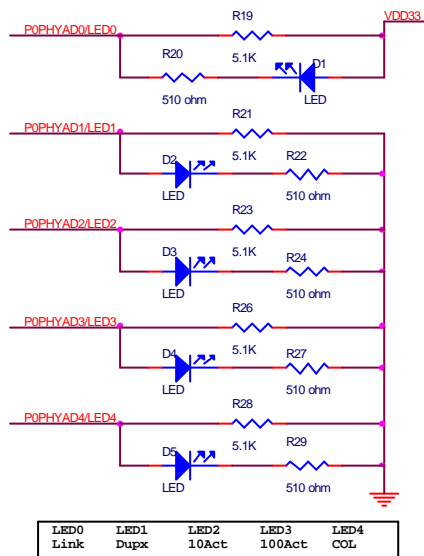 R19
VDD33
P0PHYAD0/LED0
R20
5.1K
D1
510 ohm
LED
R21
P0PHYAD1/LED1
D2
5.1K
R22
LED
510 ohm
R23
P0PHYAD2/LED2
D3
5.1K
R24
LED
510 ohm
R26
P0PHYAD3/LED3
D4
5.1K
R27
LED
510 ohm
R28
P0PHYAD4/LED4
D5
5.1K
R29
LED
510 ohm
LED0 LED1 LED2 LED3 LED4
Link Dupx 10Act 100Act COL